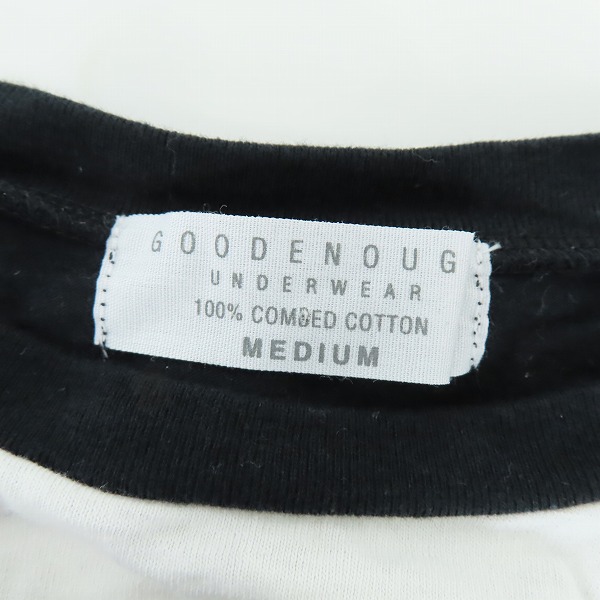 GOODENOUG
UNDERWEAR
100% COMBED COTTON
MEDIUM